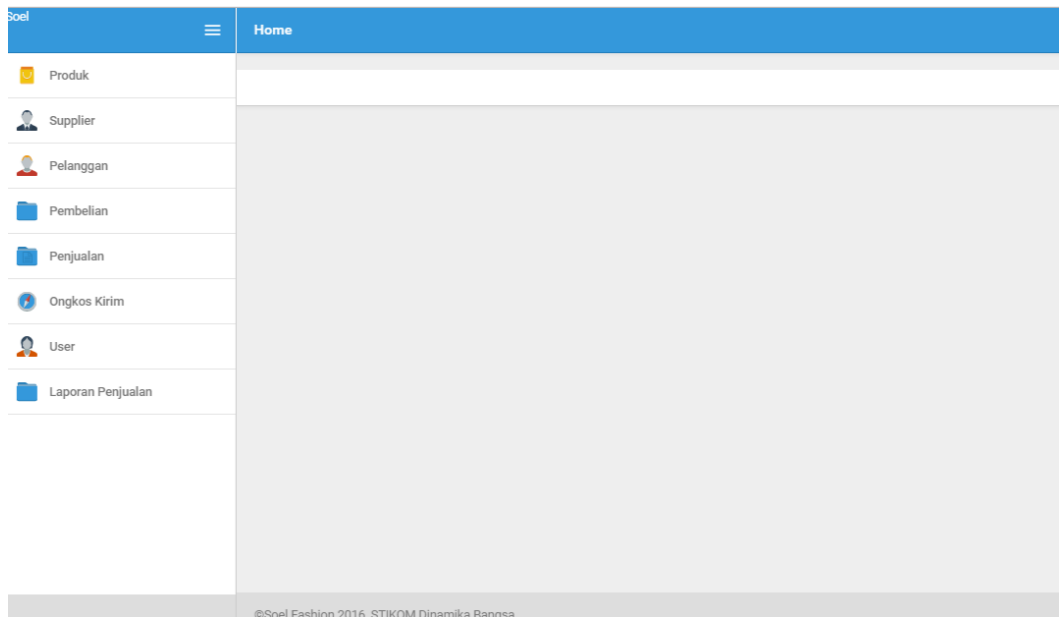 Soel
Home
Produk
Supplier
Pelanggan
Pembelian
Penjualan
Ongkos Kirim
User
Laporan Penjualan
©Soel Fashion 2016. STIKOM Dinamika Bangsa